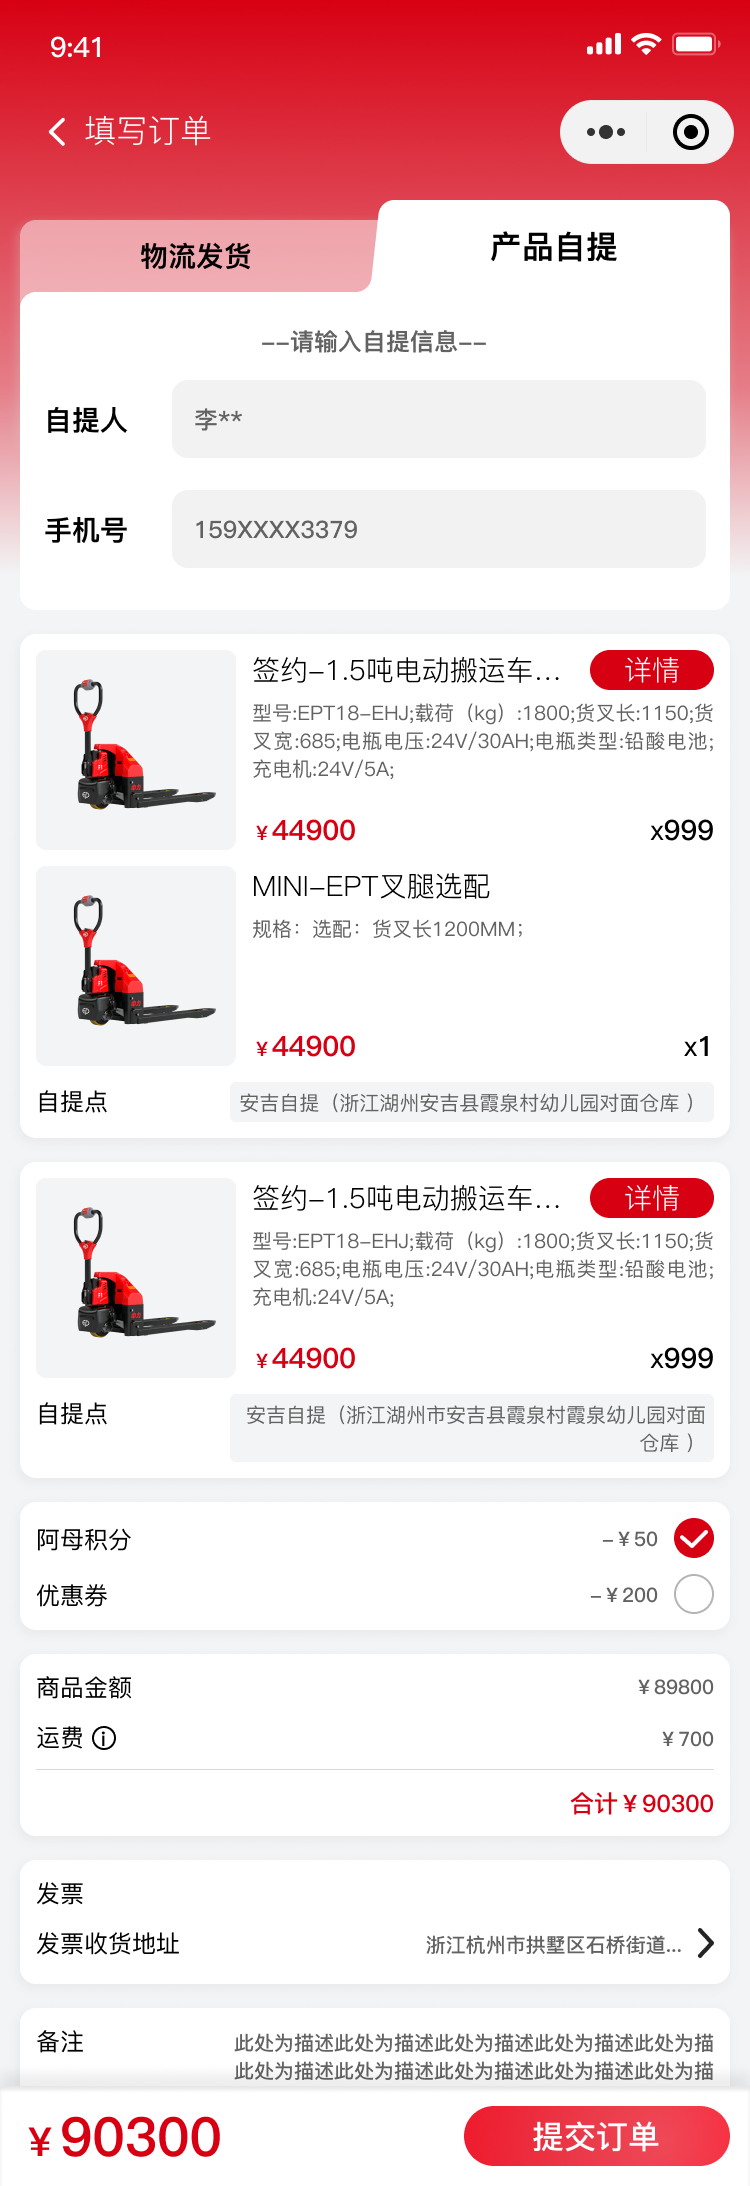 9:41
填写订单
物流发货
产品自提
--请输入自提信息--
自提人
李**
手机号
159XXXX3379
签约-1.5吨电动搬运车...
详情
型号:EPT18-EHJ;载荷（kg）:1800;货叉长:1150;货
叉宽:685;电瓶电压:24V/30AH;电瓶类型:铅酸电池;
充电机:24V/5A;
¥44900
x999
MINI-EPT叉腿选配
规格：选配：货叉长1200MM；
¥44900
x1
自提点
安吉自提（浙江湖州安吉县霞泉村幼儿园对面仓库 ）
签约-1.5吨电动搬运车...
详情
型号:EPT18-EHJ;载荷（kg）:1800;货叉长:1150;货
叉宽:685;电瓶电压:24V/30AH;电瓶类型:铅酸电池;
充电机:24V/5A;
¥44900
x999
自提点
安吉自提（浙江湖州市安吉县霞泉村霞泉幼儿园对面
仓库 ）
阿母积分
-¥50
优惠券
-¥200
商品金额
¥89800
运费
¥700
合计¥90300
发票
发票收货地址
浙江杭州市拱墅区石桥街道...
备注
此处为描述此处为描述此处为描述此处为描述此处为描
此处为描述此处为描述此处为描述此处为描述此处为描
¥90300
提交订单